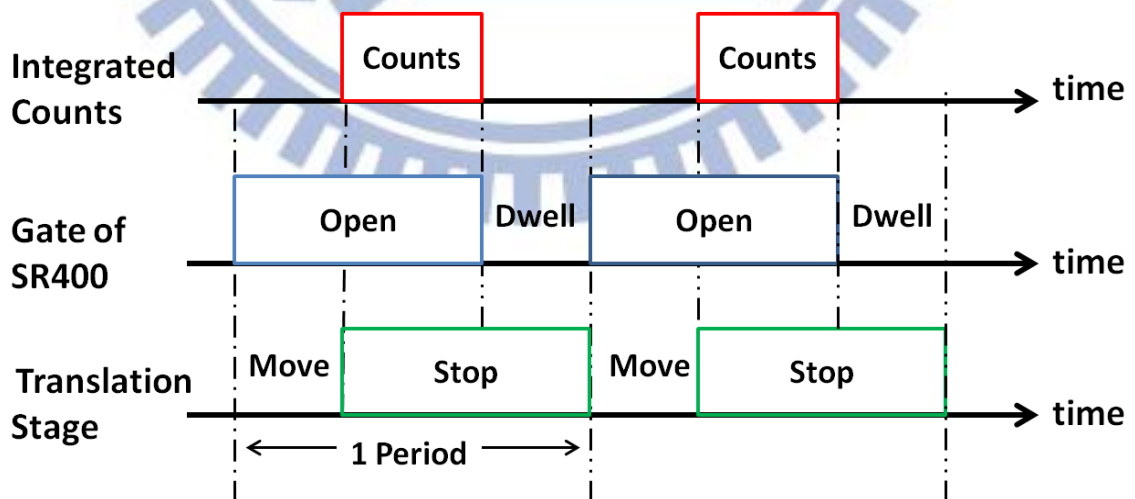 Counts
Counts
Integrated
Counts
time
Open
Dwell
Open
Dwell
Gate of
SR400
time
Move
Stop
Move
Stop
Translation
Stage
time
1 Period